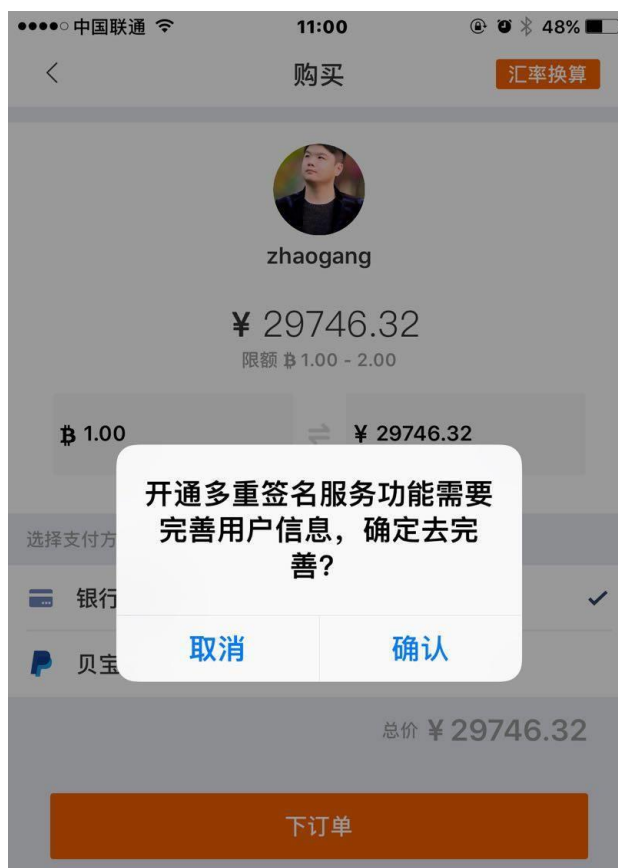 中国联通 11:00 48%
购买 汇率换算
zhaogang
¥ 29746.32
限额 ฿ 1.00 - 2.00
฿ 1.00 ⇌ ¥ 29746.32
开通多重签名服务功能需要
完善用户信息，确定去完
善？
选择支付方
银行
取消 确认
贝宝
总价 ¥ 29746.32
下订单